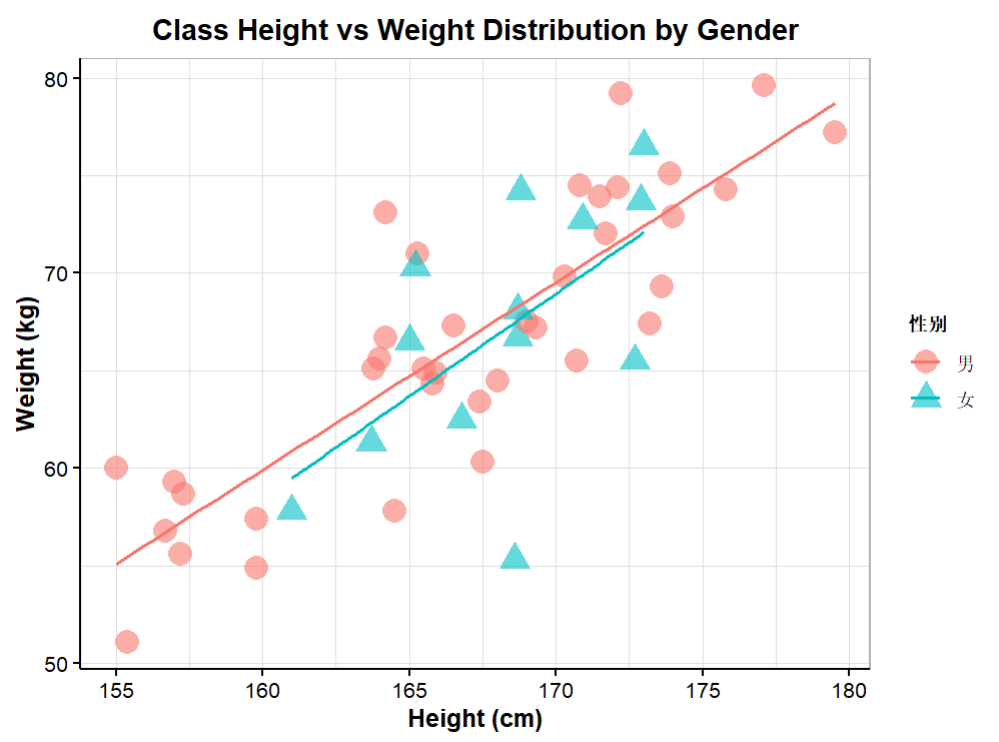 Class Height vs Weight Distribution by Gender
Weight (kg)
80
70
60
50
155 160 165 170 175 180
Height (cm)
性别
男
女